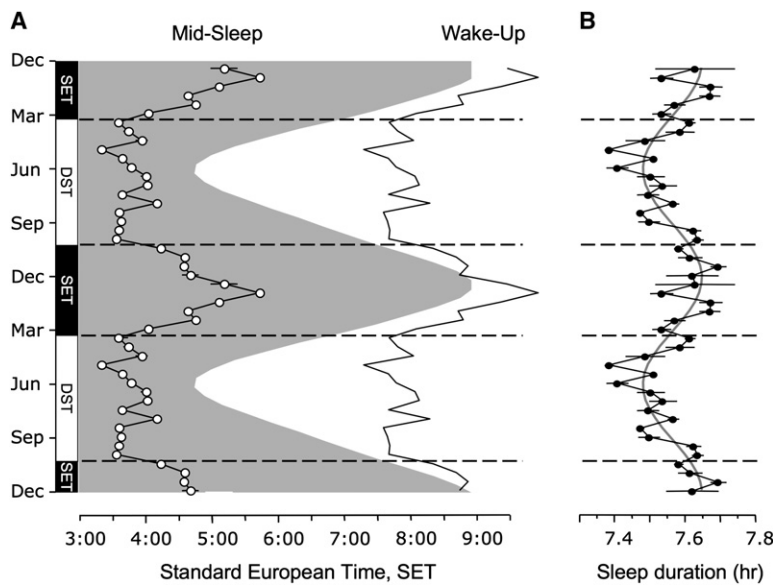 A
B
Mid-Sleep
Wake-Up
Dec
Mar
Jun
Sep
Dec
Mar
Jun
Sep
Dec
SET
DST
SET
DST
SET
3:00 4:00 5:00 6:00 7:00 8:00 9:00
7.4 7.6 7.8
Standard European Time, SET
Sleep duration (hr)